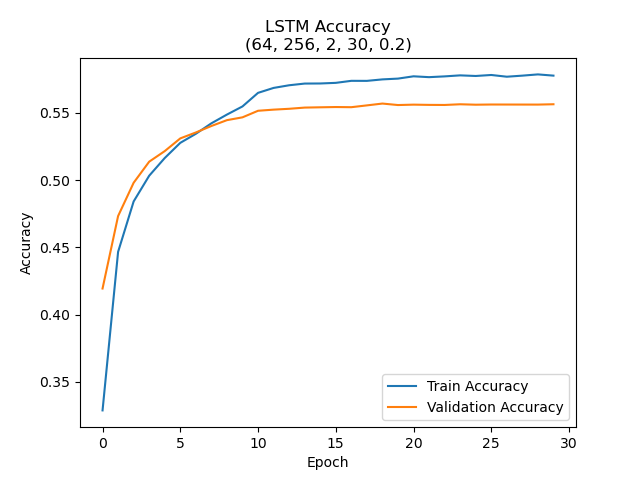 LSTM Accuracy
(64, 256, 2, 30, 0.2)
Accuracy
0.55
0.50
0.45
0.40
0.35
Train Accuracy
Validation Accuracy
0 5 10 15 20 25 30
Epoch